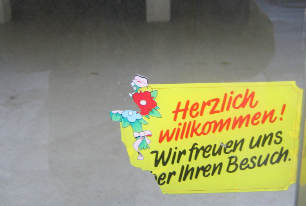 Herzlich
willkommen!
Wir freuen uns
ber Ihren Besuch.